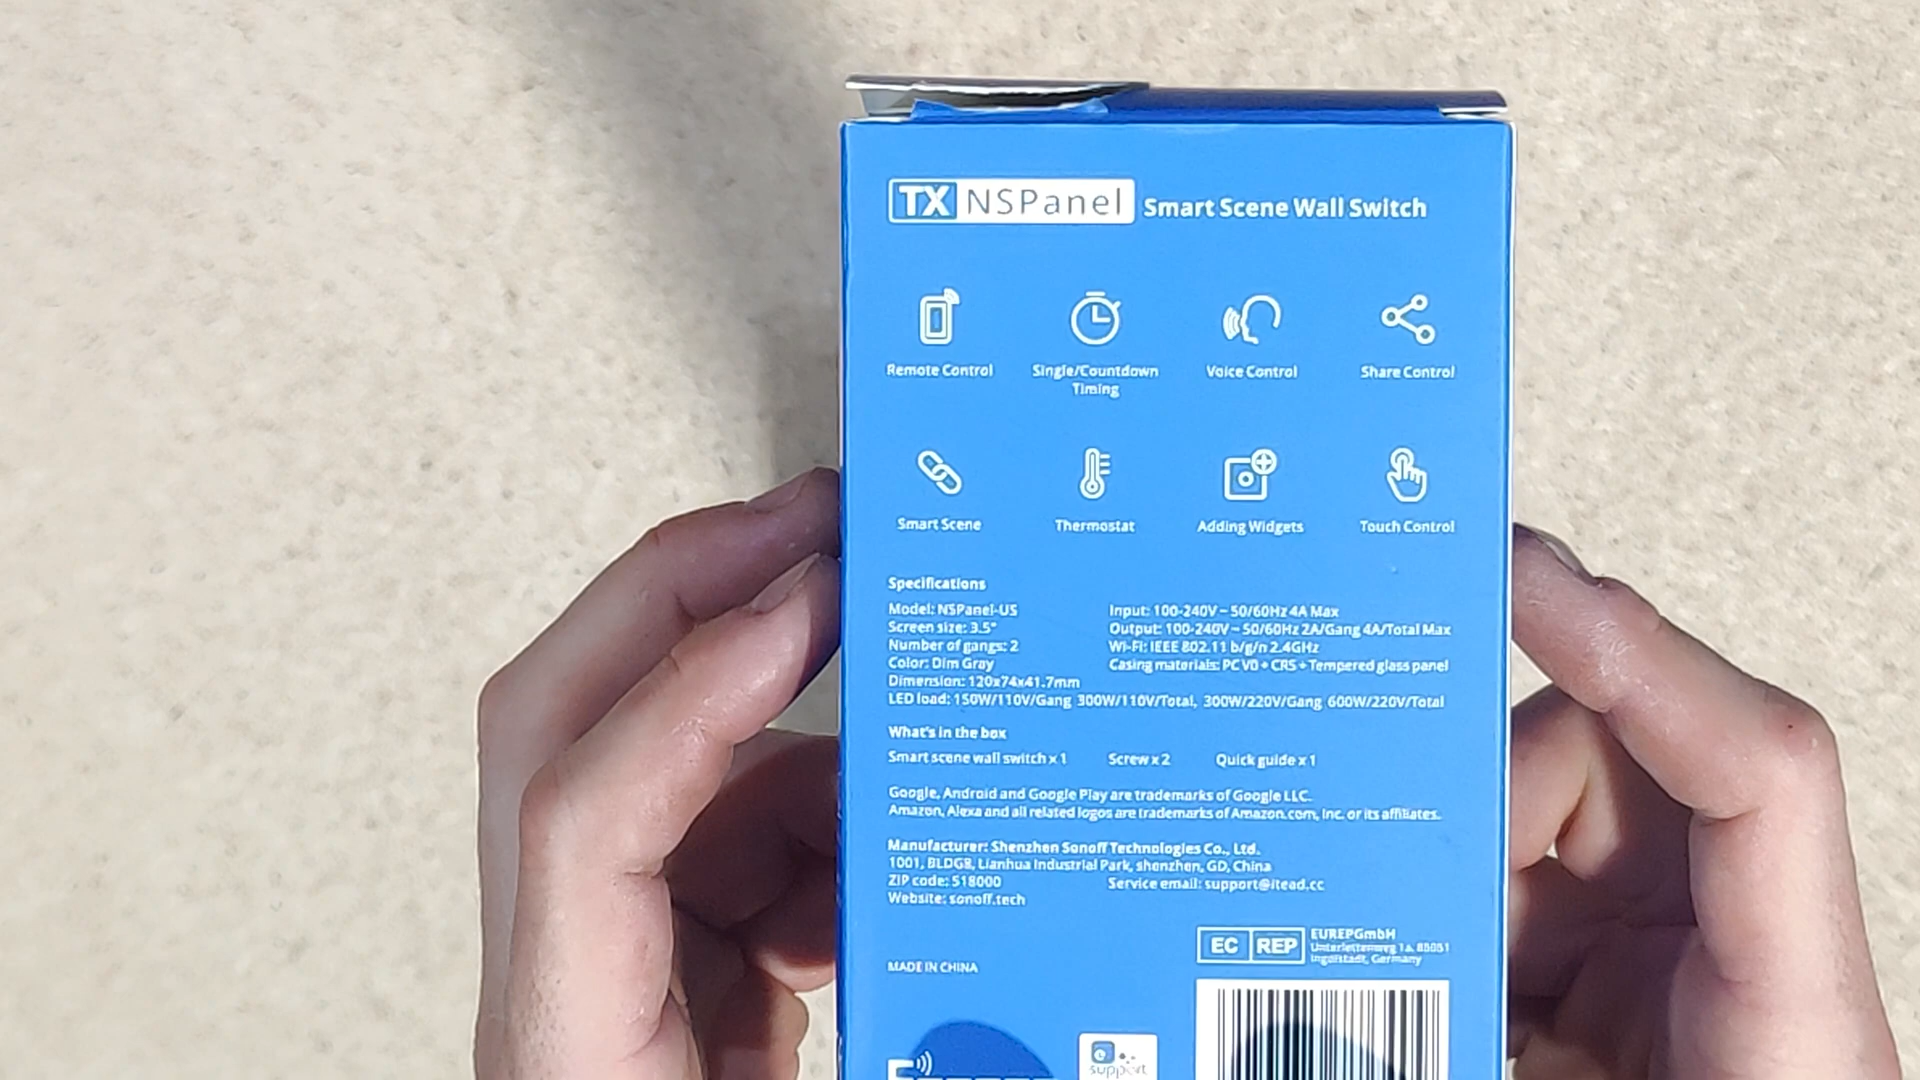 TX NSPanel Smart Scene Wall Switch
Remote Control
Single/Countdown
Timing
Voice Control
Share Control
Smart Scene
Thermostat
Adding Widgets
Touch Control
Specifications
Model: NSPanel-US
Screen size: 3.5"
Number of gangs: 2
Color: Dim Gray
Dimension: 120x74x41.7mm
LED load: 150W/110V/Gang 300W/110V/Total, 300W/220V/Gang 600W/220V/Total
Input: 100-240V ~ 50/60Hz 4A Max
Output: 100-240V ~ 50/60Hz 2A/Gang 4A/Total Max
Wi-Fi: IEEE 802.11 b/g/n 2.4GHz
Casing materials: PC V0 + CRS + Tempered glass panel
What's in the box
Smart scene wall switch x 1 Screw x 2 Quick guide x 1
Google, Android and Google Play are trademarks of Google LLC.
Amazon, Alexa and all related logos are trademarks of Amazon.com, Inc. or its affiliates.
Manufacturer: Shenzhen Sonoff Technologies Co., Ltd.
1001, BLDG8, Lianhua Industrial Park, shenzhen, GD, China
ZIP code: 518000 Service email: support@itead.cc
Website: sonoff.tech
EC REP
EUREPGmbH
Unterlettenweg 1a, 85051
Ingolstadt, Germany
MADE IN CHINA
support